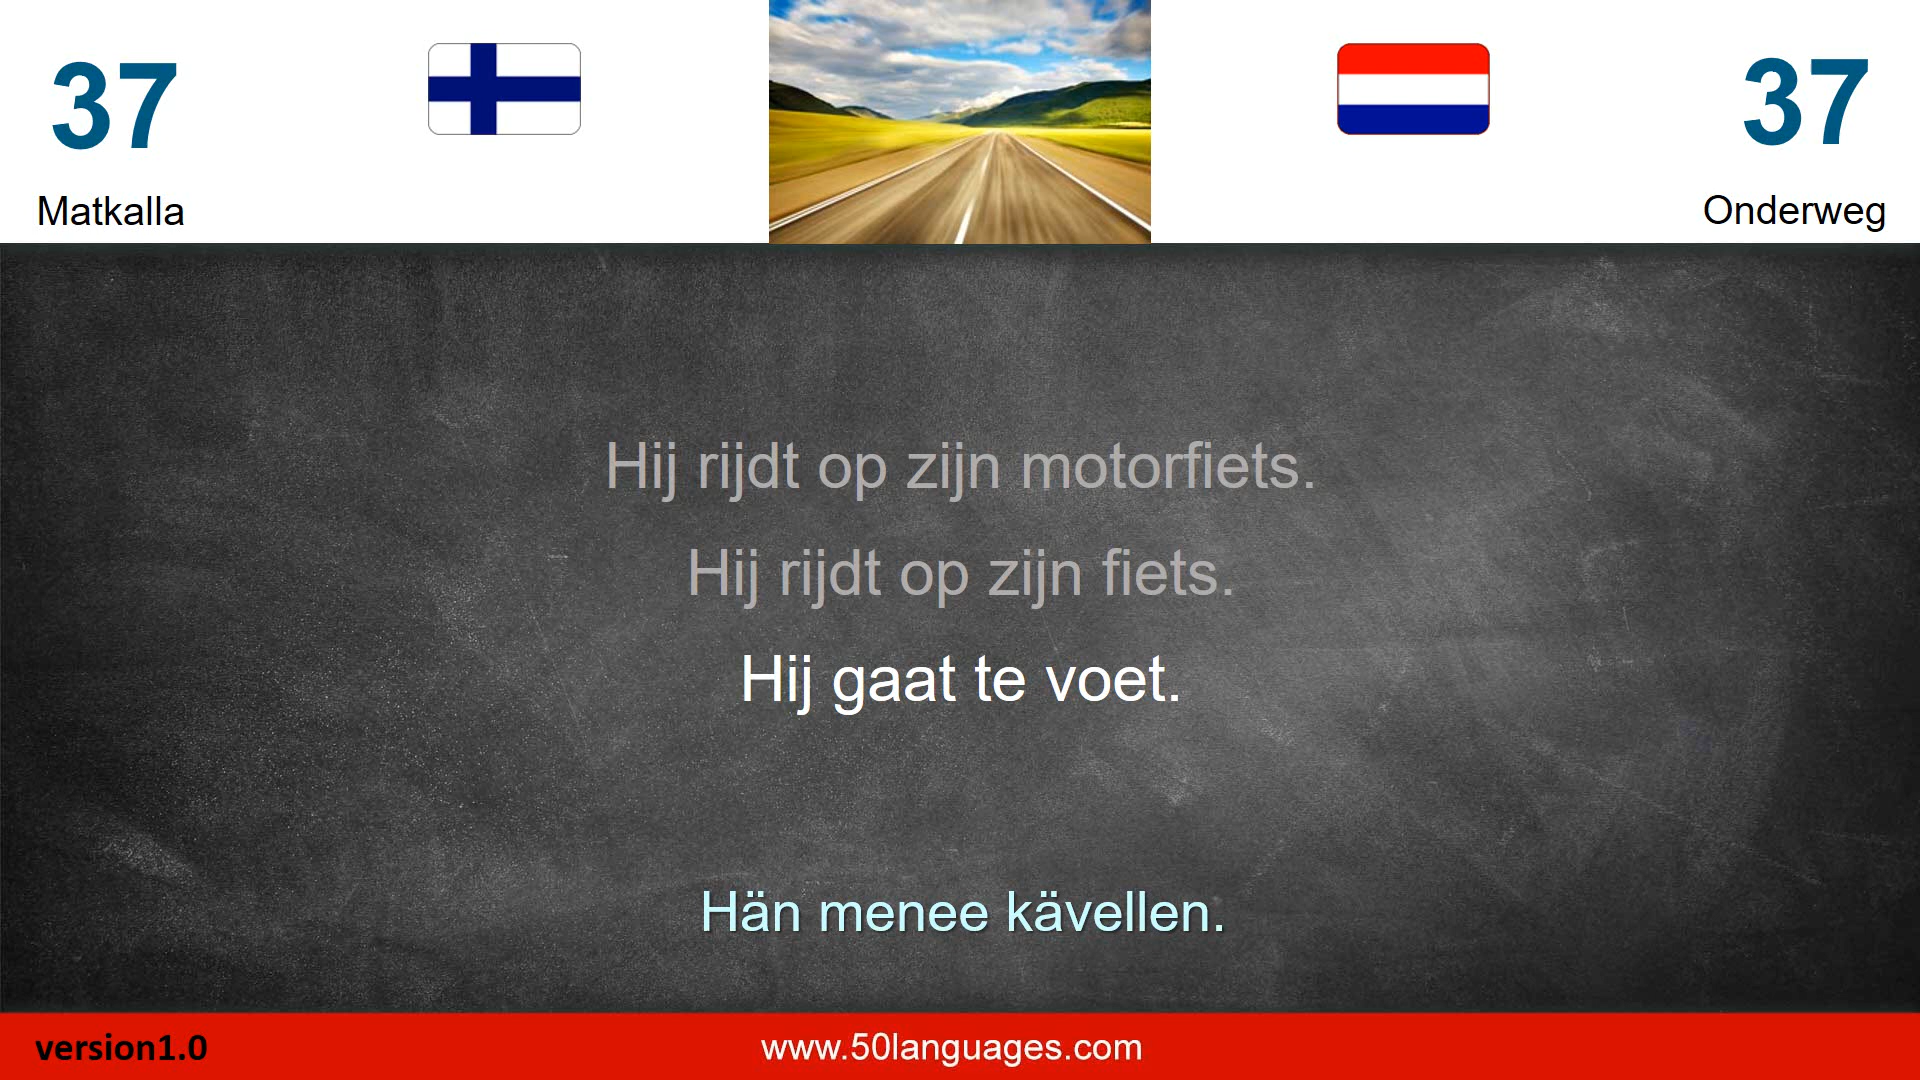 37
37
Matkalla
Onderweg
Hij rijdt op zijn motorfiets.
Hij rijdt op zijn fiets.
Hij gaat te voet.
Hän menee kävellen.
version1.0
www.50languages.com